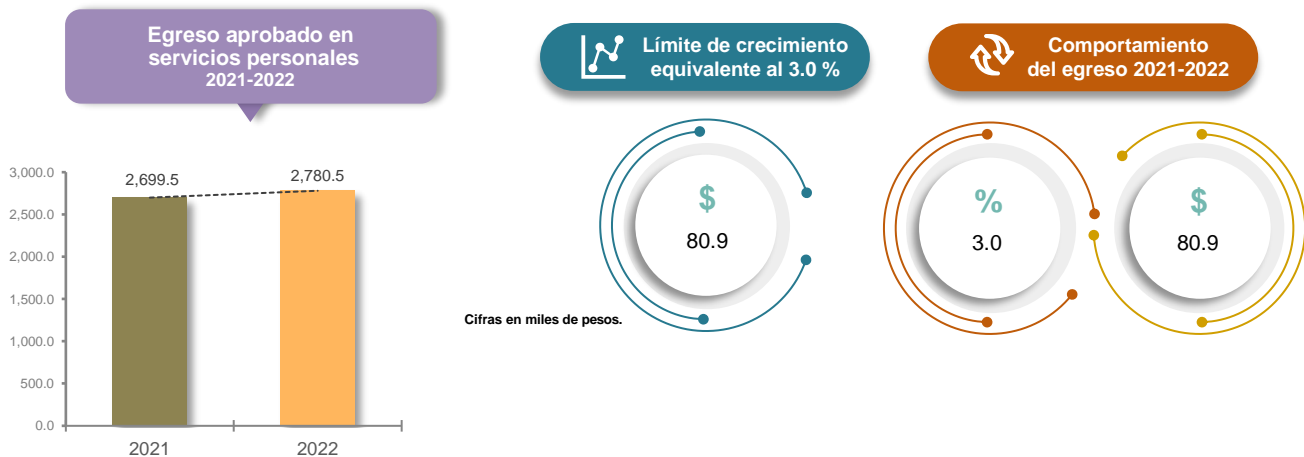 Egreso aprobado en
servicios personales
2021-2022
Límite de crecimiento
equivalente al 3.0 %
Comportamiento
del egreso 2021-2022
3,000.0
2,500.0
2,000.0
1,500.0
1,000.0
500.0
0.0
2,699.5
2,780.5
2021
2022
$
80.9
%
3.0
$
80.9
Cifras en miles de pesos.